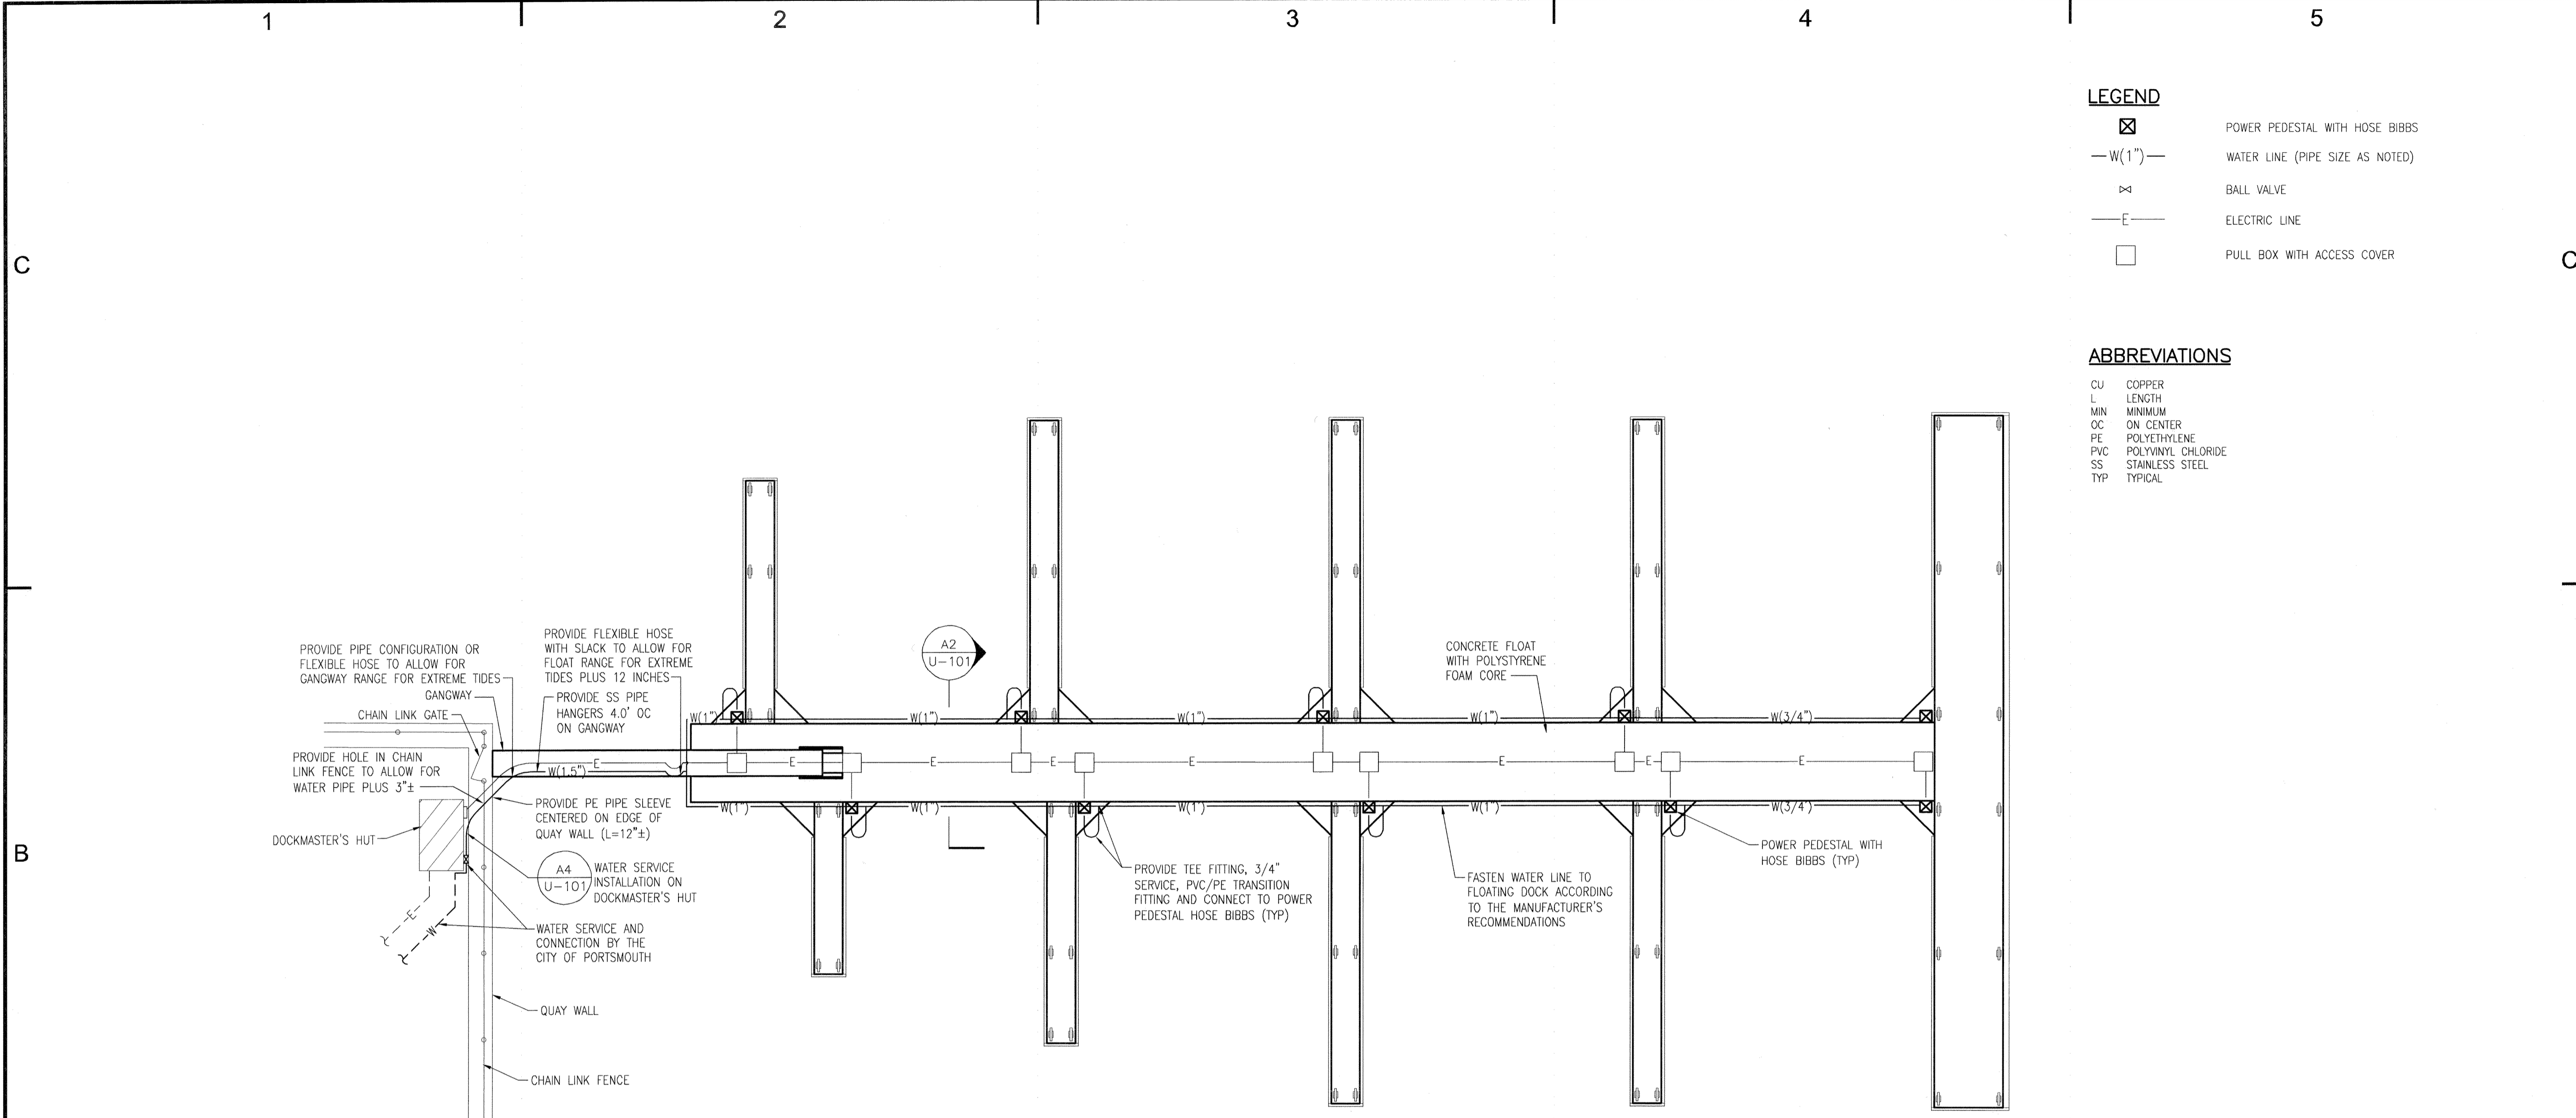 1 2 3 4 5
C
C
B
LEGEND
POWER PEDESTAL WITH HOSE BIBBS
W(1") WATER LINE (PIPE SIZE AS NOTED)
BALL VALVE
E ELECTRIC LINE
PULL BOX WITH ACCESS COVER
ABBREVIATIONS
CU COPPER
L LENGTH
MIN MINIMUM
OC ON CENTER
PE POLYETHYLENE
PVC POLYVINYL CHLORIDE
SS STAINLESS STEEL
TYP TYPICAL
PROVIDE PIPE CONFIGURATION OR
FLEXIBLE HOSE TO ALLOW FOR
GANGWAY RANGE FOR EXTREME TIDES
GANGWAY
CHAIN LINK GATE
PROVIDE HOLE IN CHAIN
LINK FENCE TO ALLOW FOR
WATER PIPE PLUS 3"±
DOCKMASTER'S HUT
PROVIDE FLEXIBLE HOSE
WITH SLACK TO ALLOW FOR
FLOAT RANGE FOR EXTREME
TIDES PLUS 12 INCHES
PROVIDE SS PIPE
HANGERS 4.0' OC
ON GANGWAY
PROVIDE PE PIPE SLEEVE
CENTERED ON EDGE OF
QUAY WALL (L=12"±)
A4
U-101
WATER SERVICE
INSTALLATION ON
DOCKMASTER'S HUT
WATER SERVICE AND
CONNECTION BY THE
CITY OF PORTSMOUTH
QUAY WALL
CHAIN LINK FENCE
E
W
A2
U-101
CONCRETE FLOAT
WITH POLYSTYRENE
FOAM CORE
W(1") W(1") W(1") W(1") W(3/4")
E E E E E E E E
W(1.5")
W(1") W(1") W(1") W(1") W(3/4")
PROVIDE TEE FITTING, 3/4"
SERVICE, PVC/PE TRANSITION
FITTING AND CONNECT TO POWER
PEDESTAL HOSE BIBBS (TYP)
FASTEN WATER LINE TO
FLOATING DOCK ACCORDING
TO THE MANUFACTURER'S
RECOMMENDATIONS
POWER PEDESTAL WITH
HOSE BIBBS (TYP)